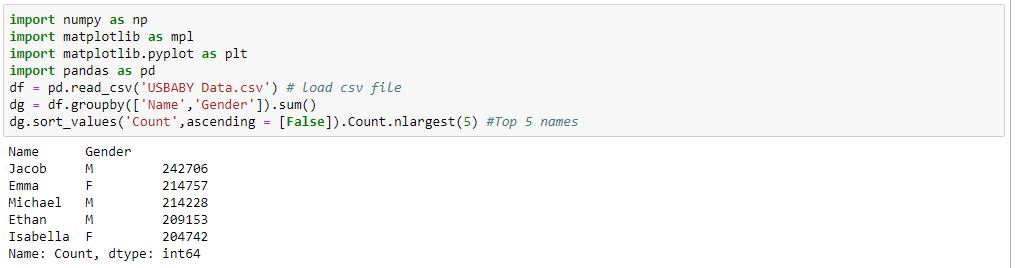 import numpy as np
import matplotlib as mpl
import matplotlib.pyplot as plt
import pandas as pd
df = pd.read_csv('USBABY Data.csv') # load csv file
dg = df.groupby(['Name','Gender']).sum()
dg.sort_values('Count',ascending = [False]).Count.nlargest(5) #Top 5 names
Name      Gender
Jacob     M         242706
Emma      F         214757
Michael   M         214228
Ethan     M         209153
Isabella  F         204742
Name: Count, dtype: int64